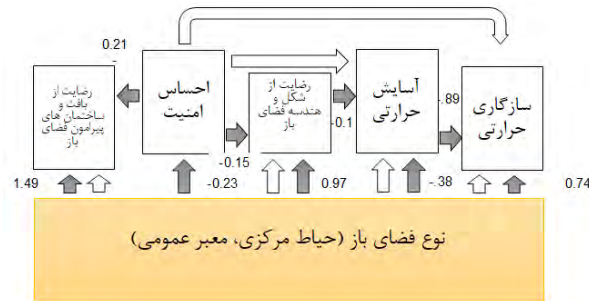 0.21
-
رضایت از
بافت و
ساختمان های
پیرامون فضای
باز
احساس
امنیت
رضایت از
شکل و
هندسه فضای
باز
آسایش
حرارتی
سازگاری
حرارتی
-.89
-0.1
-0.15
1.49
-0.23
0.97
-.38
0.74
نوع فضای باز (حیاط مرکزی، معبر عمومی)